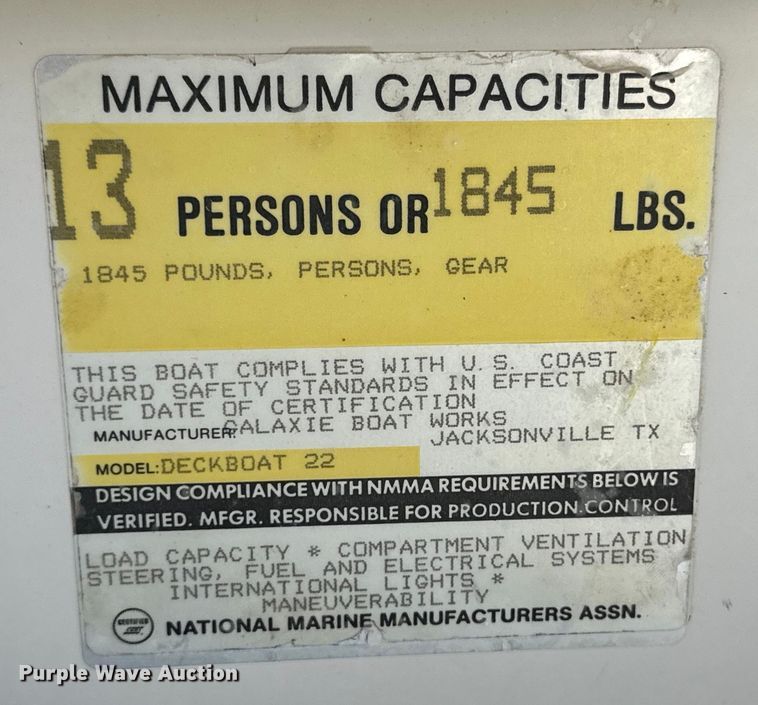 MAXIMUM CAPACITIES
13 PERSONS OR 1845 LBS.
1845 POUNDS, PERSONS, GEAR
THIS BOAT COMPLIES WITH U.S. COAST
GUARD SAFETY STANDARDS IN EFFECT ON
THE DATE OF CERTIFICATION
MANUFACTURER: GALAXIE BOAT WORKS
JACKSONVILLE TX
MODEL: DECKBOAT 22
DESIGN COMPLIANCE WITH NMMA REQUIREMENTS BELOW IS
VERIFIED. MFGR. RESPONSIBLE FOR PRODUCTION CONTROL
LOAD CAPACITY * COMPARTMENT VENTILATION
STEERING, FUEL AND ELECTRICAL SYSTEMS
INTERNATIONAL LIGHTS *
MANEUVERABILITY
CERTIFIED
NATIONAL MARINE MANUFACTURERS ASSN.
Purple Wave Auction